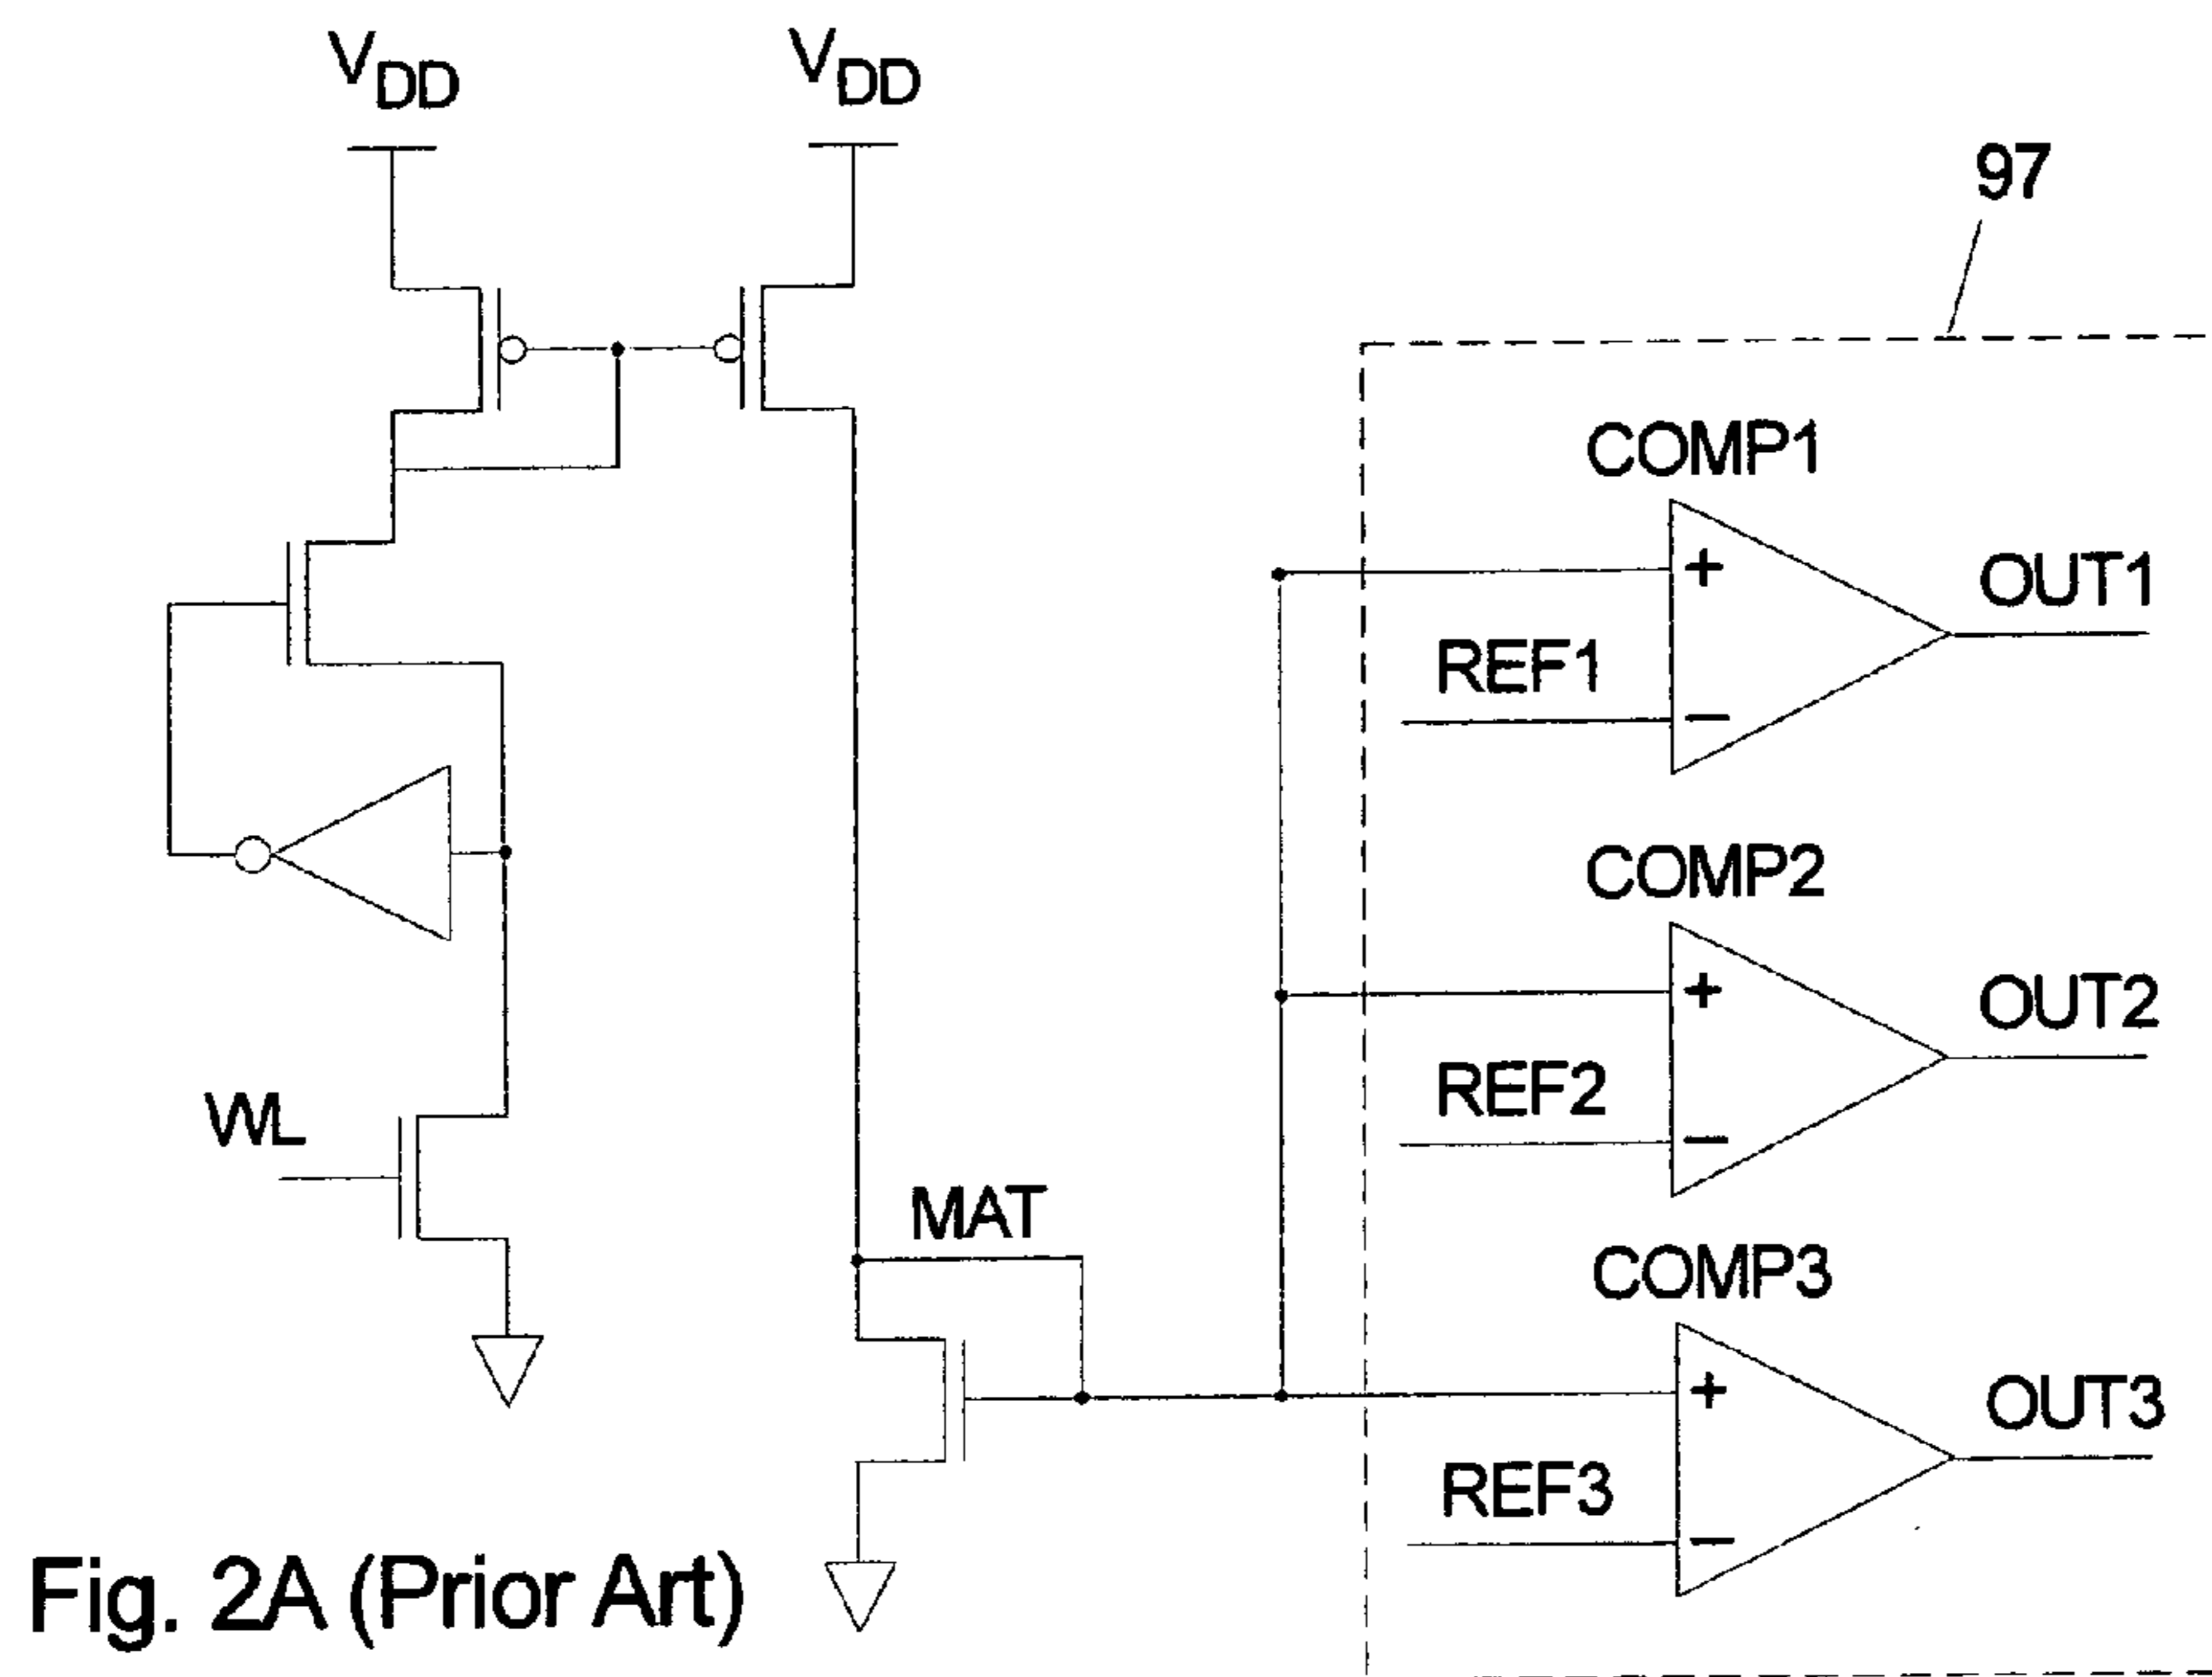 VDD
VDD
97
COMP1
+
OUT1
REF1
−
COMP2
+
OUT2
REF2
−
WL
MAT
COMP3
+
OUT3
REF3
−
Fig. 2A (Prior Art)